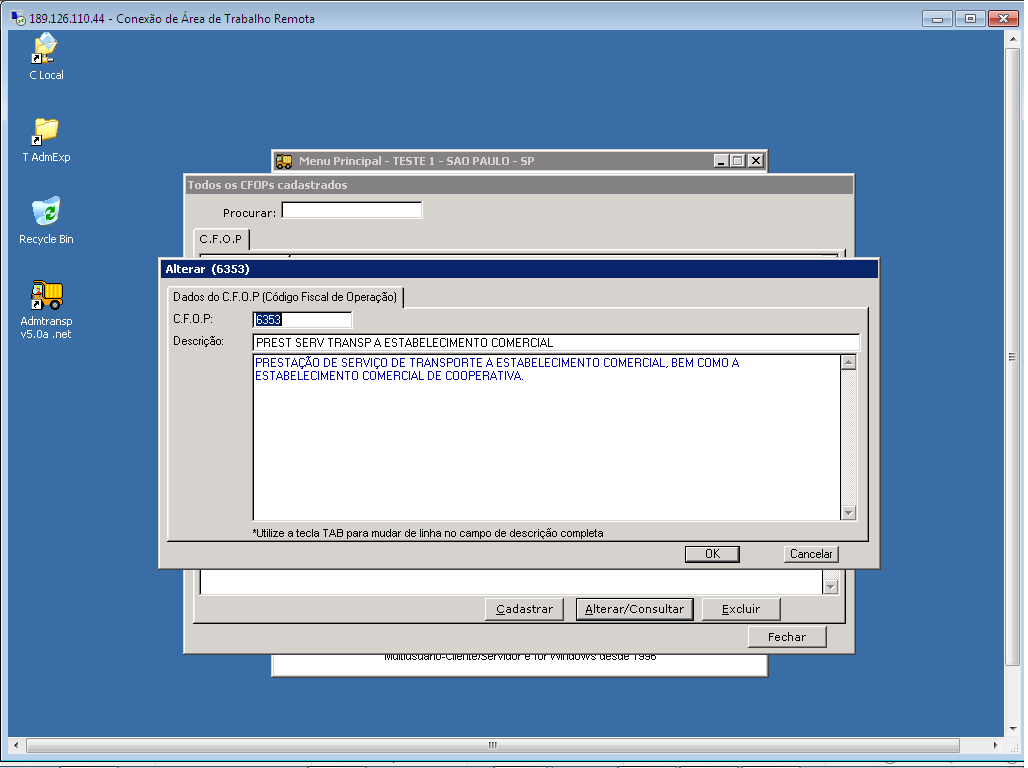 189.126.110.44 - Conexão de Área de Trabalho Remota
C Local
T AdmExp
Recycle Bin
Admtransp
v5.0a .net
Menu Principal - TESTE 1 - SAO PAULO - SP
Todos os CFOPs cadastrados
Procurar:
C.F.O.P
Alterar (6353)
Dados do C.F.O.P (Código Fiscal de Operação)
C.F.O.P: 6353
Descrição: PREST SERV TRANSP A ESTABELECIMENTO COMERCIAL
PRESTAÇÃO DE SERVIÇO DE TRANSPORTE A ESTABELECIMENTO COMERCIAL, BEM COMO A
ESTABELECIMENTO COMERCIAL DE COOPERATIVA.
*Utilize a tecla TAB para mudar de linha no campo de descrição completa
OK Cancelar
Cadastrar Alterar/Consultar Excluir
Fechar
Multiusuário-Cliente/Servidor e for Windows desde 1996